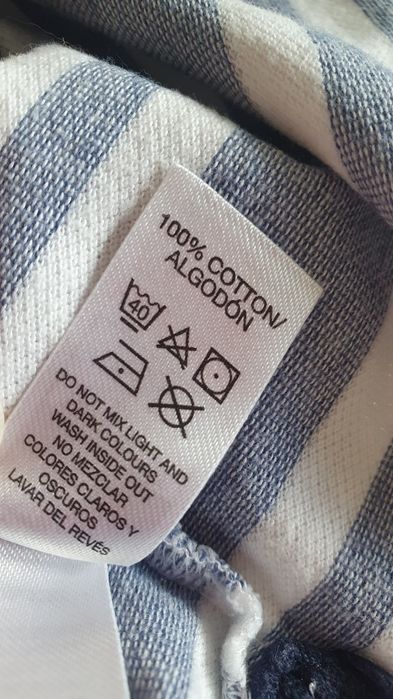 100% COTTON/
ALGODÓN
40
DO NOT MIX LIGHT AND
DARK COLOURS
WASH INSIDE OUT
NO MEZCLAR
COLORES CLAROS Y
OSCUROS
LAVAR DEL REVÉS